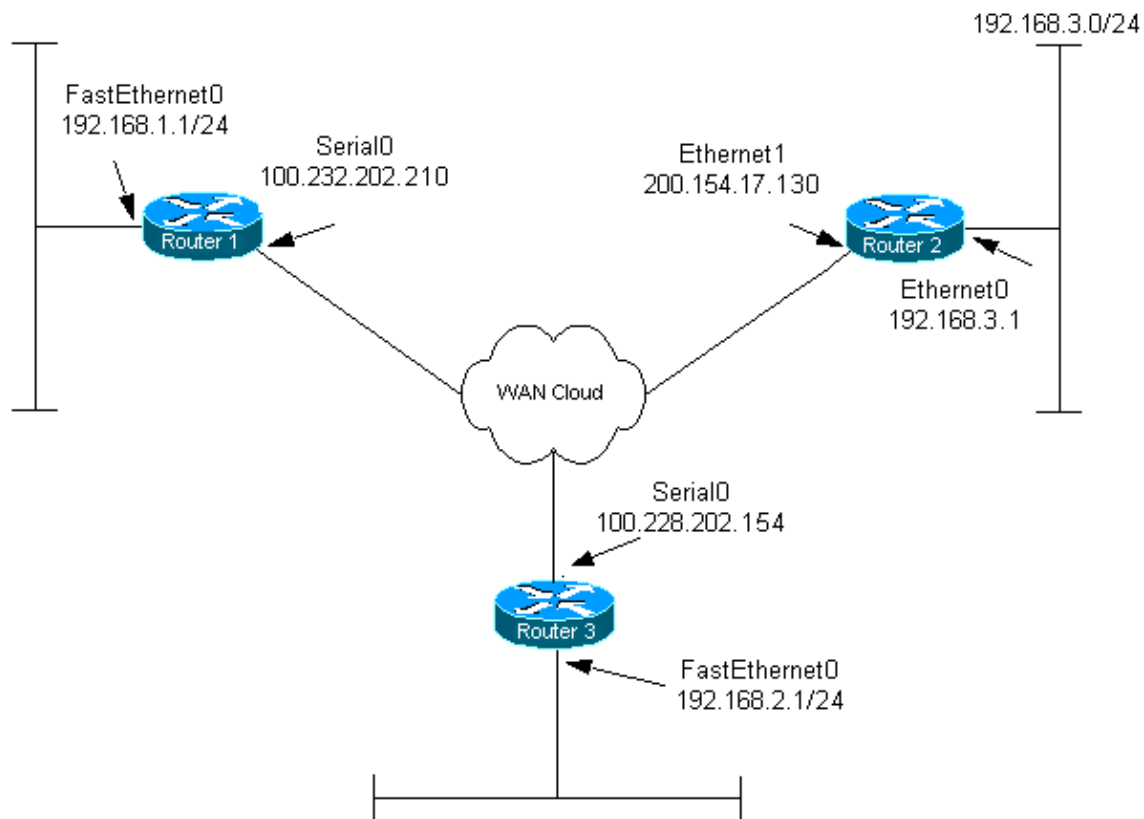 192.168.3.0/24
FastEthernet0
192.168.1.1/24
Serial0
100.232.202.210
Ethernet1
200.154.17.130
Router 1
Router 2
Ethernet0
192.168.3.1
WAN Cloud
Serial0
100.228.202.154
Router 3
FastEthernet0
192.168.2.1/24